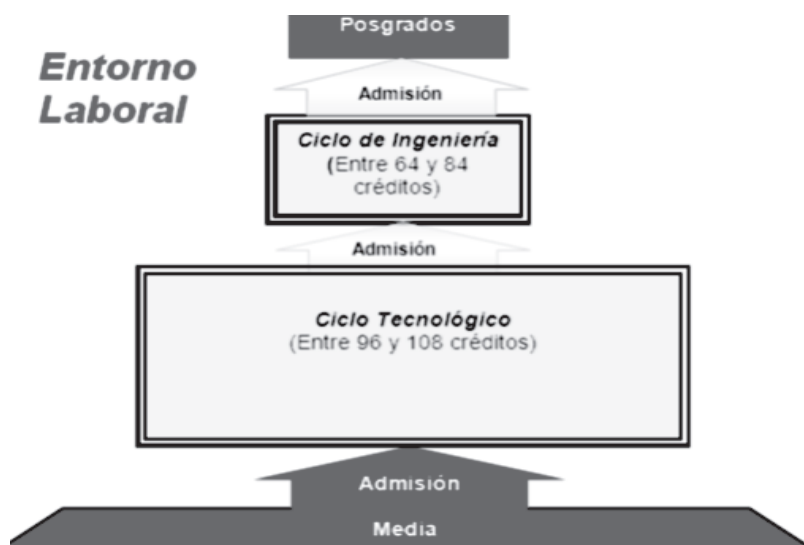 Posgrados
Entorno
Laboral
Admisión
Ciclo de Ingeniería
(Entre 64 y 84
créditos)
Admisión
Ciclo Tecnológico
(Entre 96 y 108 créditos)
Admisión
Media